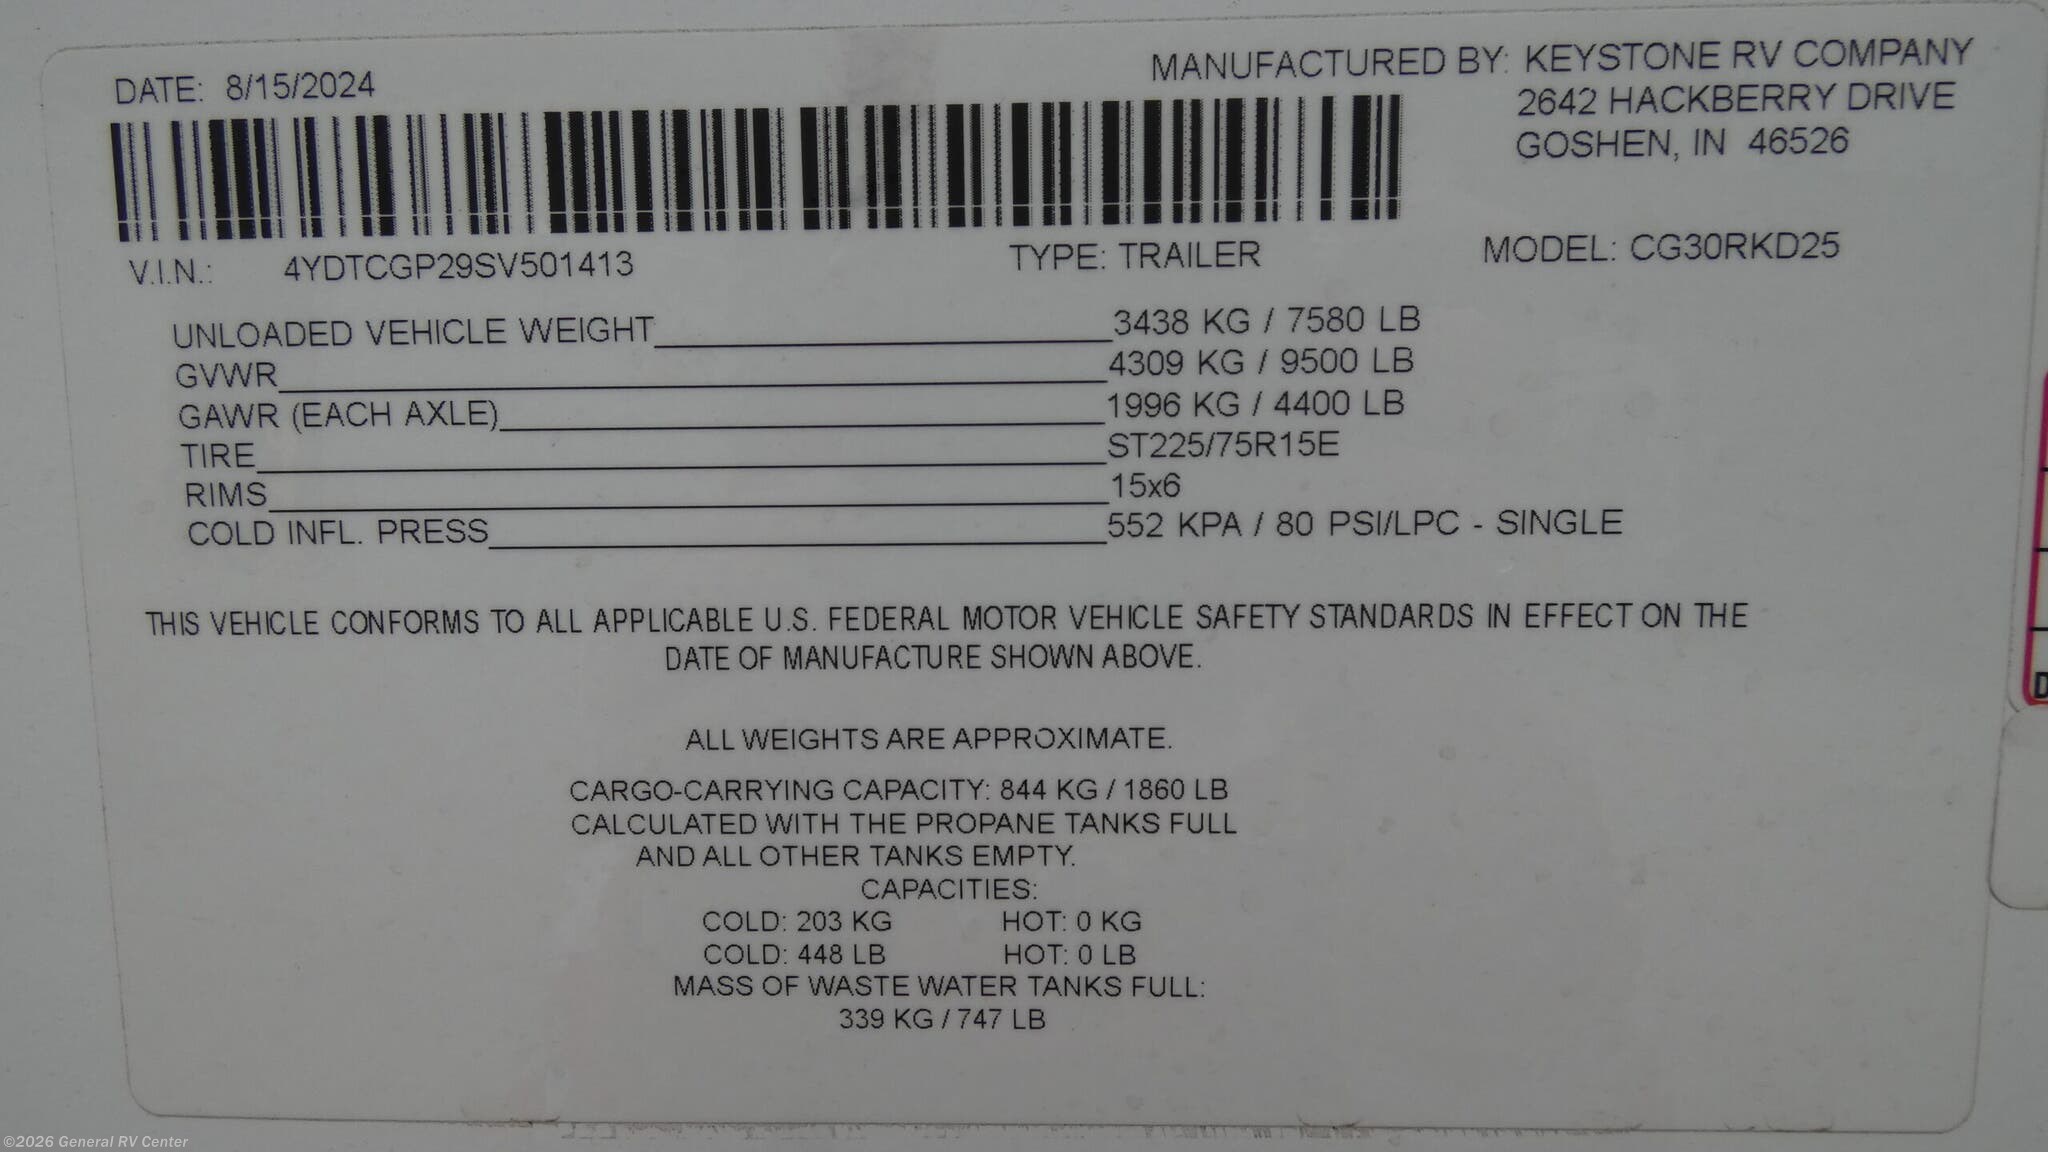 DATE: 8/15/2024
MANUFACTURED BY: KEYSTONE RV COMPANY
2642 HACKBERRY DRIVE
GOSHEN, IN 46526
V.I.N.: 4YDTCGP29SV501413 TYPE: TRAILER MODEL: CG30RKD25
UNLOADED VEHICLE WEIGHT 3438 KG / 7580 LB
GVWR 4309 KG / 9500 LB
GAWR (EACH AXLE) 1996 KG / 4400 LB
TIRE ST225/75R15E
RIMS 15x6
COLD INFL. PRESS 552 KPA / 80 PSI/LPC - SINGLE
THIS VEHICLE CONFORMS TO ALL APPLICABLE U.S. FEDERAL MOTOR VEHICLE SAFETY STANDARDS IN EFFECT ON THE
DATE OF MANUFACTURE SHOWN ABOVE.
ALL WEIGHTS ARE APPROXIMATE.
CARGO-CARRYING CAPACITY: 844 KG / 1860 LB
CALCULATED WITH THE PROPANE TANKS FULL
AND ALL OTHER TANKS EMPTY.
CAPACITIES:
COLD: 203 KG HOT: 0 KG
COLD: 448 LB HOT: 0 LB
MASS OF WASTE WATER TANKS FULL:
339 KG / 747 LB
©2026 General RV Center